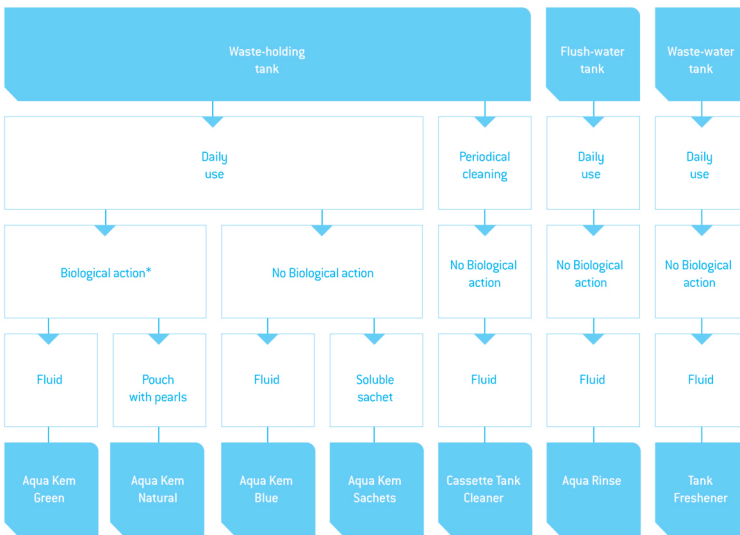 Waste-holding
tank
Flush-water
tank
Waste-water
tank
Daily
use
Periodical
cleaning
Daily
use
Daily
use
Biological action*
No Biological action
No Biological
action
No Biological
action
No Biological
action
Fluid
Pouch
with pearls
Fluid
Soluble
sachet
Fluid
Fluid
Fluid
Aqua Kem
Green
Aqua Kem
Natural
Aqua Kem
Blue
Aqua Kem
Sachets
Cassette Tank
Cleaner
Aqua Rinse
Tank
Freshener